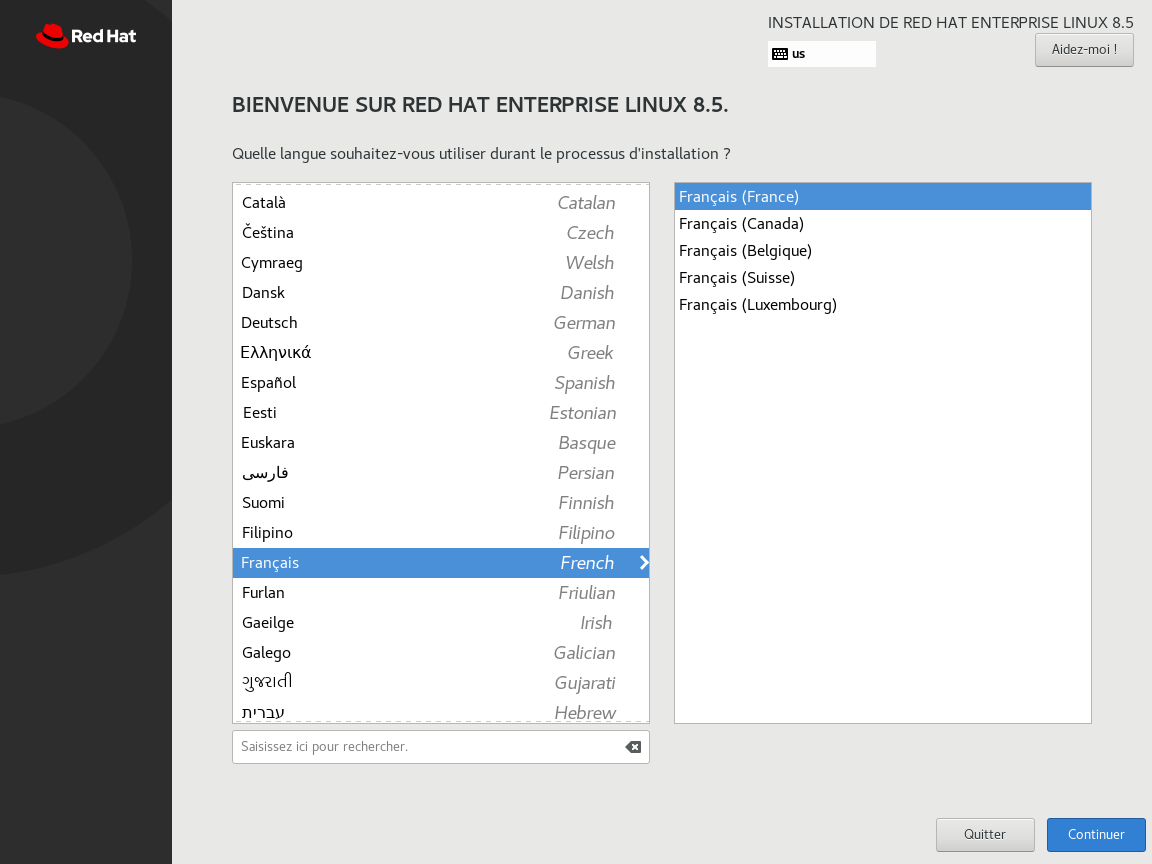 Red Hat
INSTALLATION DE RED HAT ENTERPRISE LINUX 8.5
us
Aidez-moi !
BIENVENUE SUR RED HAT ENTERPRISE LINUX 8.5.
Quelle langue souhaitez-vous utiliser durant le processus d'installation ?
Català Catalan
Čeština Czech
Cymraeg Welsh
Dansk Danish
Deutsch German
Ελληνικά Greek
Español Spanish
Eesti Estonian
Euskara Basque
فارسی Persian
Suomi Finnish
Filipino Filipino
Français French
Furlan Friulian
Gaeilge Irish
Galego Galician
ગુજરાતી Gujarati
עברית Hebrew
Français (France)
Français (Canada)
Français (Belgique)
Français (Suisse)
Français (Luxembourg)
Saisissez ici pour rechercher.
Quitter
Continuer